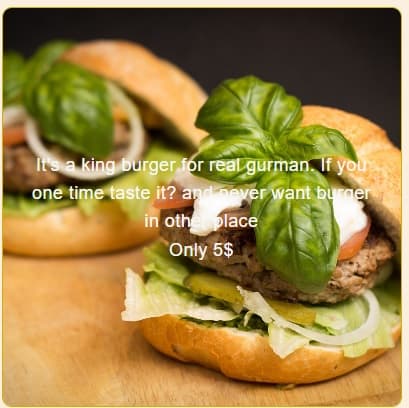 It's a king burger for real gurman. If you
one time taste it? and never want burger
in other place
Only 5$